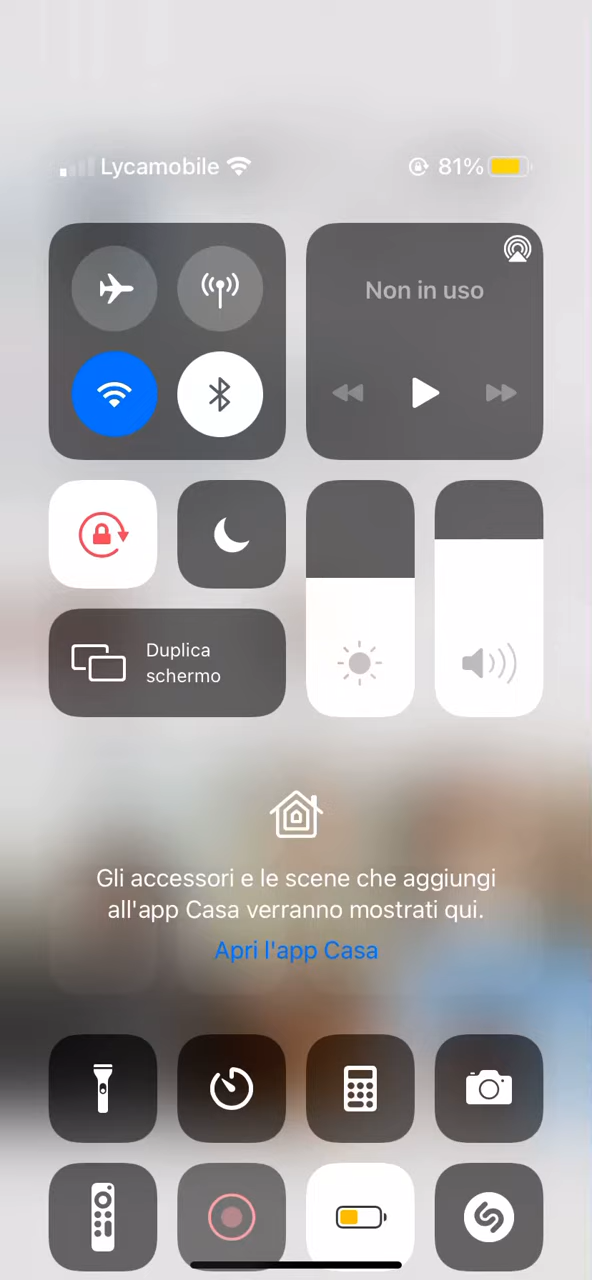 Lycamobile 81%
Non in uso
Duplica
schermo
Gli accessori e le scene che aggiungi
all'app Casa verranno mostrati qui.
Apri l'app Casa